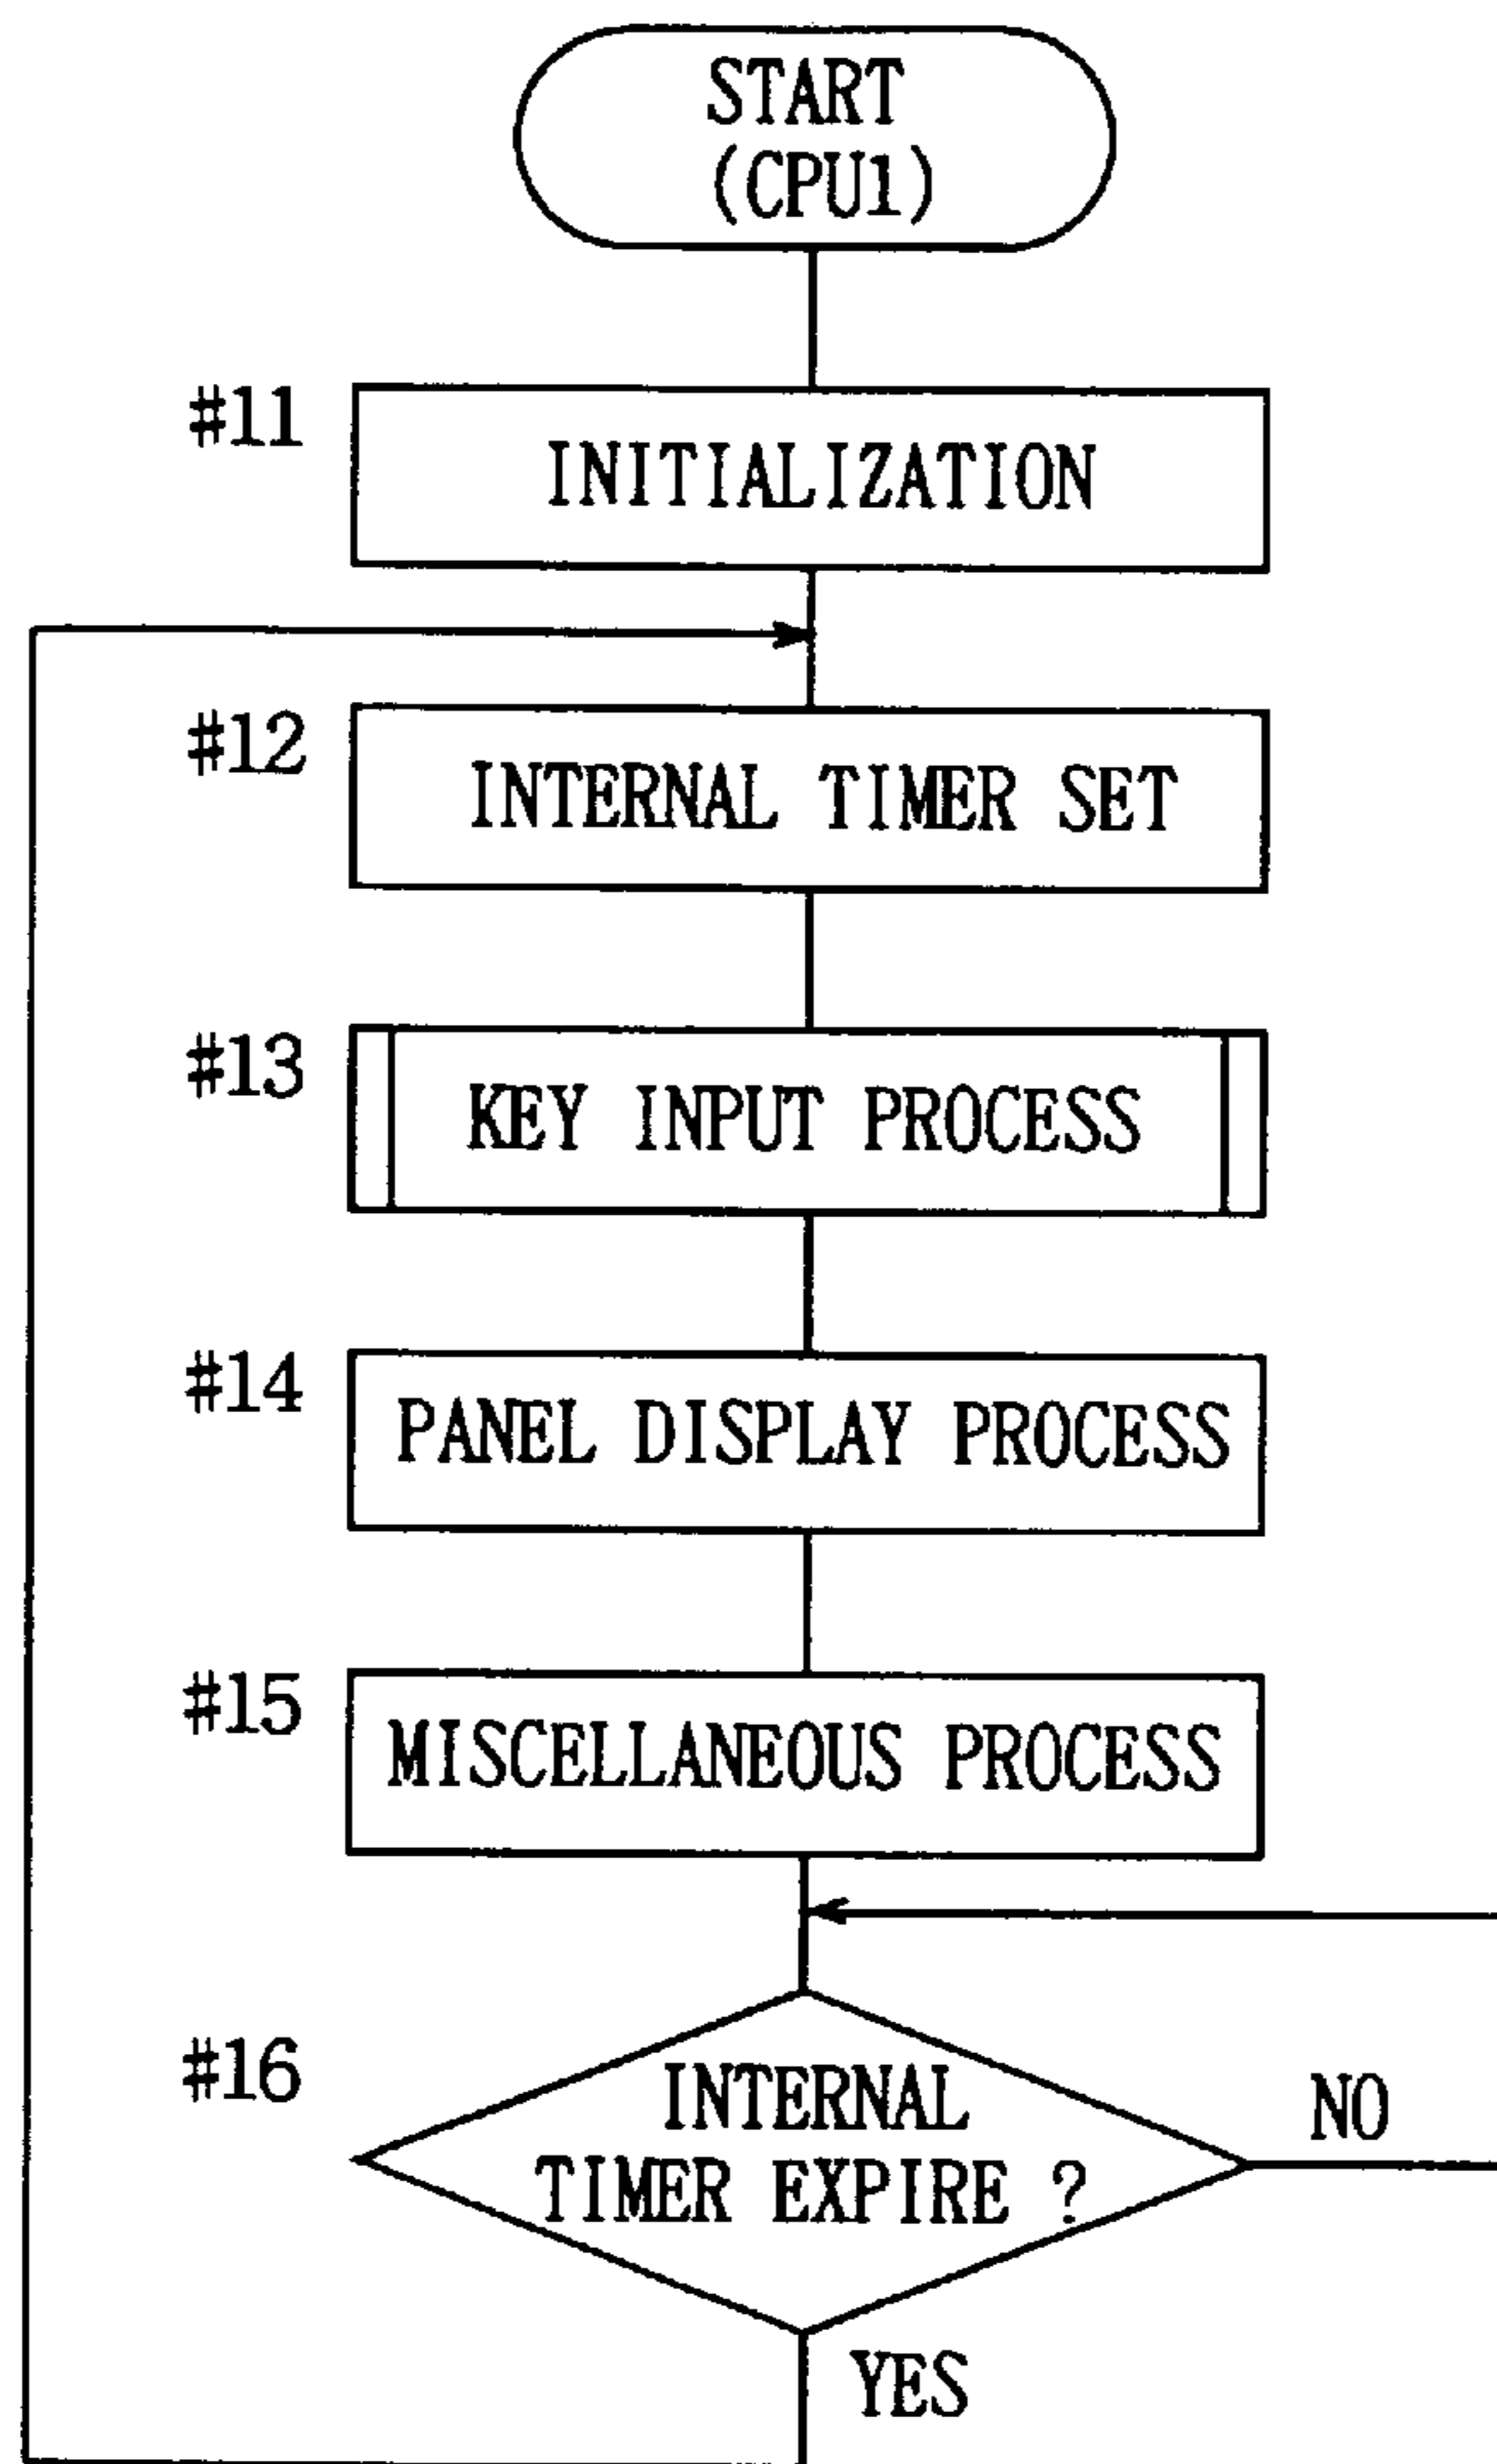 START
(CPU1)
#11
INITIALIZATION
#12
INTERNAL TIMER SET
#13
KEY INPUT PROCESS
#14
PANEL DISPLAY PROCESS
#15
MISCELLANEOUS PROCESS
#16
INTERNAL
TIMER EXPIRE ?
NO
YES